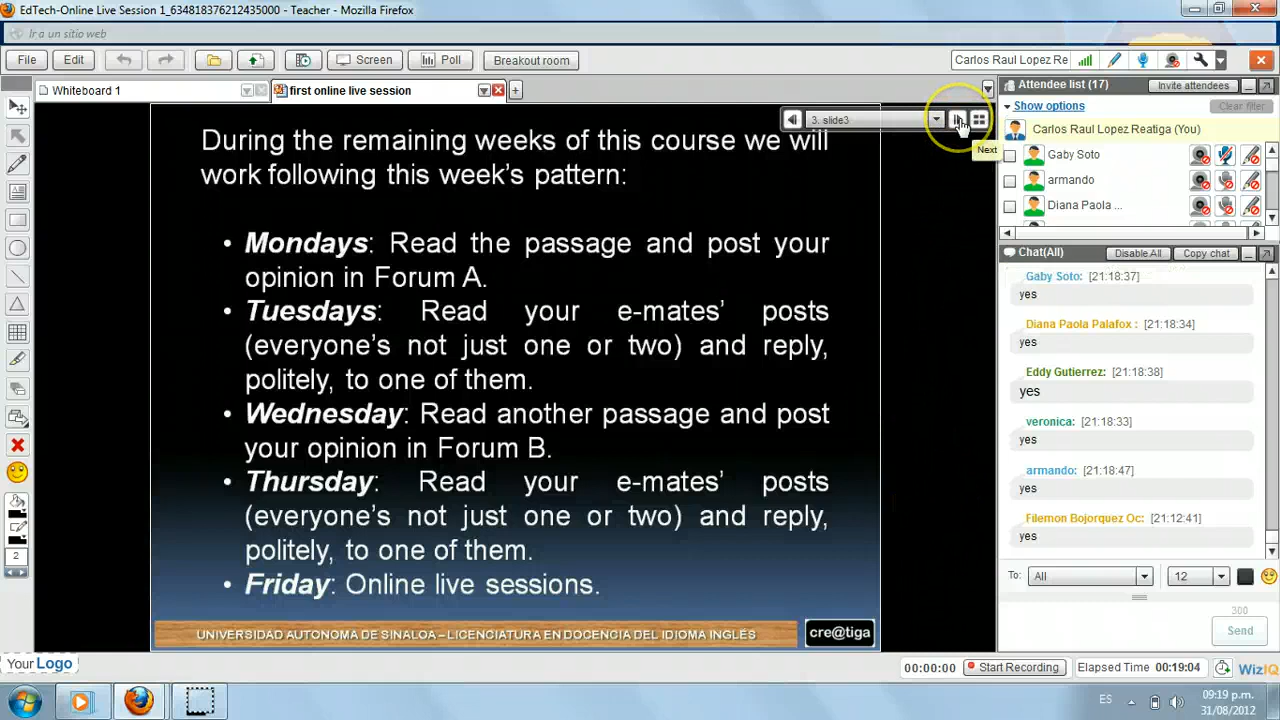 EdTech-Online Live Session 1_634818376212435000 - Teacher - Mozilla Firefox
Ir a un sitio web
File Edit Screen Poll Breakout room Carlos Raul Lopez Re
Whiteboard 1 first online live session
3. slide3
Next
During the remaining weeks of this course we will
work following this week's pattern:
• Mondays: Read the passage and post your
opinion in Forum A.
• Tuesdays: Read your e-mates' posts
(everyone's not just one or two) and reply,
politely, to one of them.
• Wednesday: Read another passage and post
your opinion in Forum B.
• Thursday: Read your e-mates' posts
(everyone's not just one or two) and reply,
politely, to one of them.
• Friday: Online live sessions.
UNIVERSIDAD AUTONOMA DE SINALOA – LICENCIATURA EN DOCENCIA DEL IDIOMA INGLÉS
cre@tiga
Attendee list (17) Invite attendees
Show options Clear filter
Carlos Raul Lopez Reatiga (You)
Gaby Soto
armando
Diana Paola ...
Chat(All) Disable All Copy chat
Gaby Soto: [21:18:37]
yes
Diana Paola Palafox : [21:18:34]
yes
Eddy Gutierrez: [21:18:38]
yes
veronica: [21:18:33]
yes
armando: [21:18:47]
yes
Filemon Bojorquez Oc: [21:12:41]
yes
To: All 12
300
Send
2
Your Logo
00:00:00 Start Recording Elapsed Time 00:19:04 WizIQ
ES 09:19 p.m.
31/08/2012